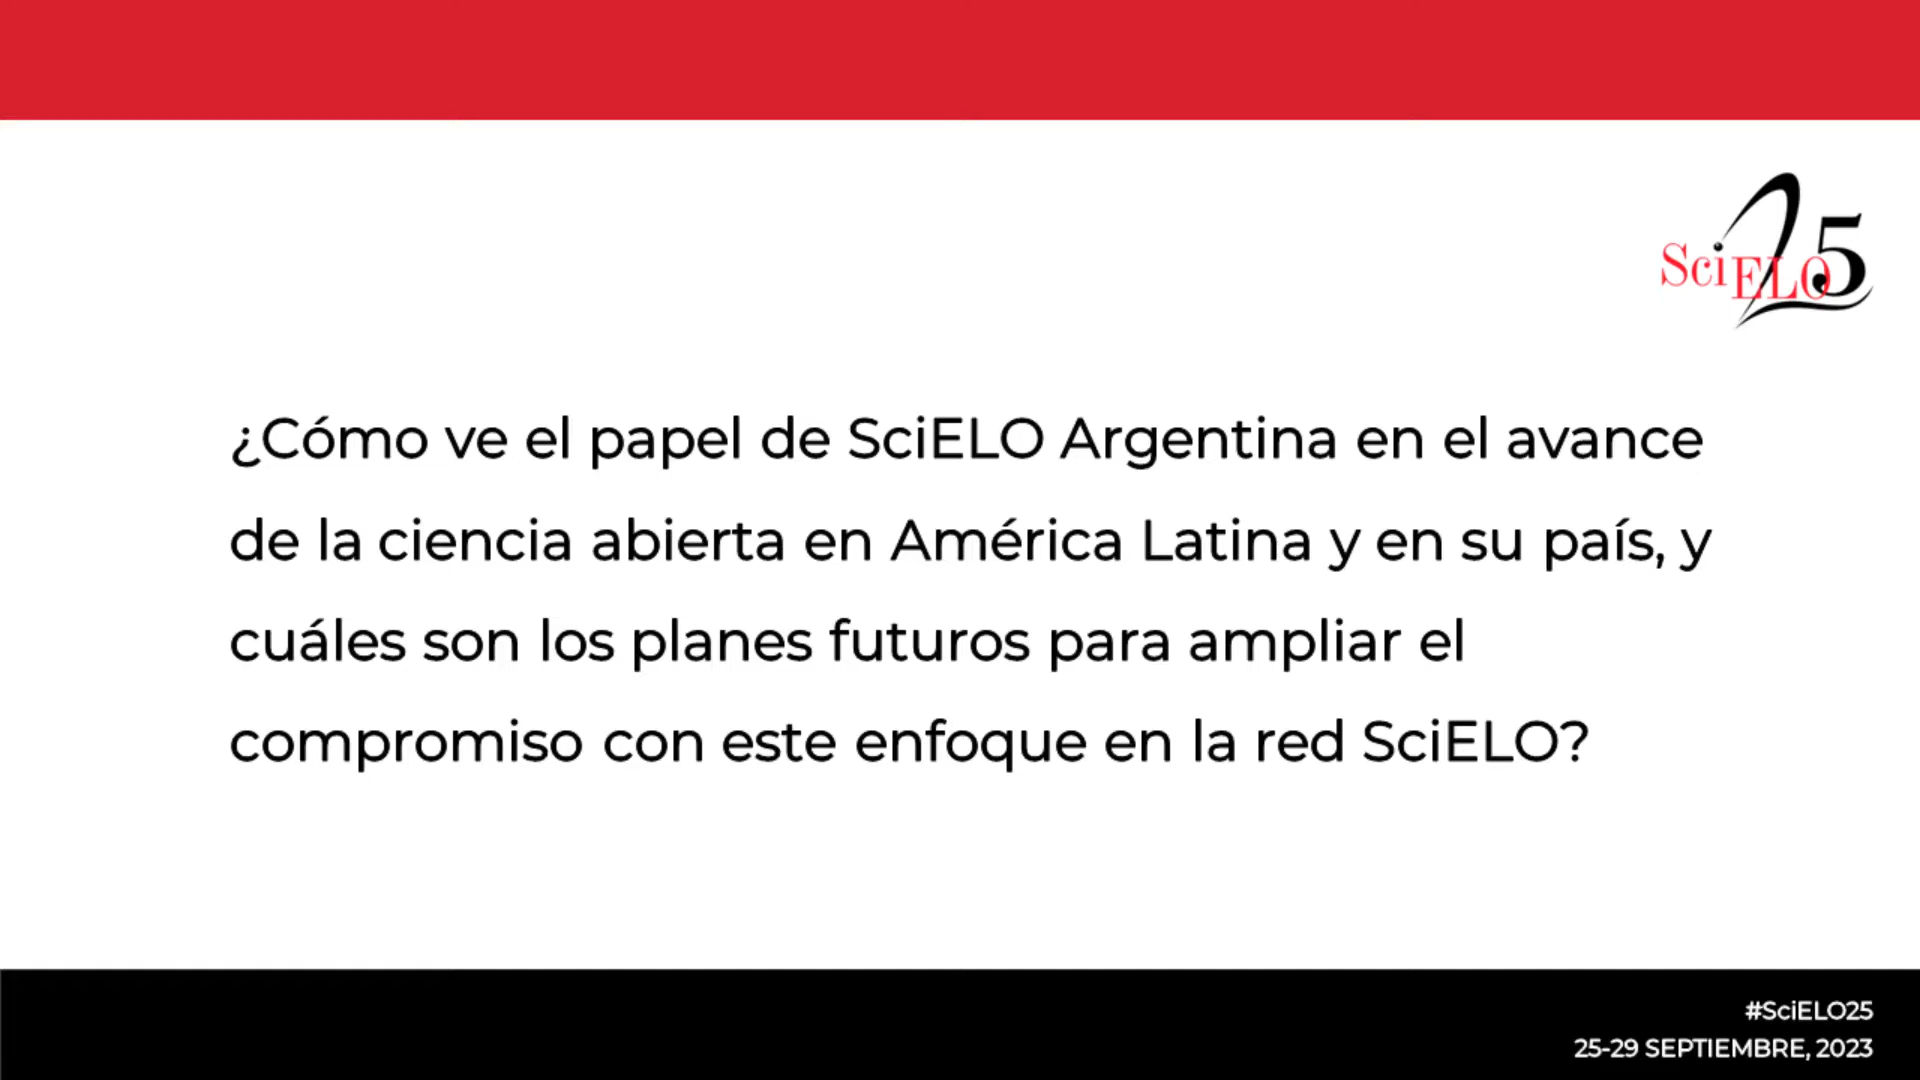 SciELO 25
¿Cómo ve el papel de SciELO Argentina en el avance
de la ciencia abierta en América Latina y en su país, y
cuáles son los planes futuros para ampliar el
compromiso con este enfoque en la red SciELO?
#SciELO25
25-29 SEPTIEMBRE, 2023